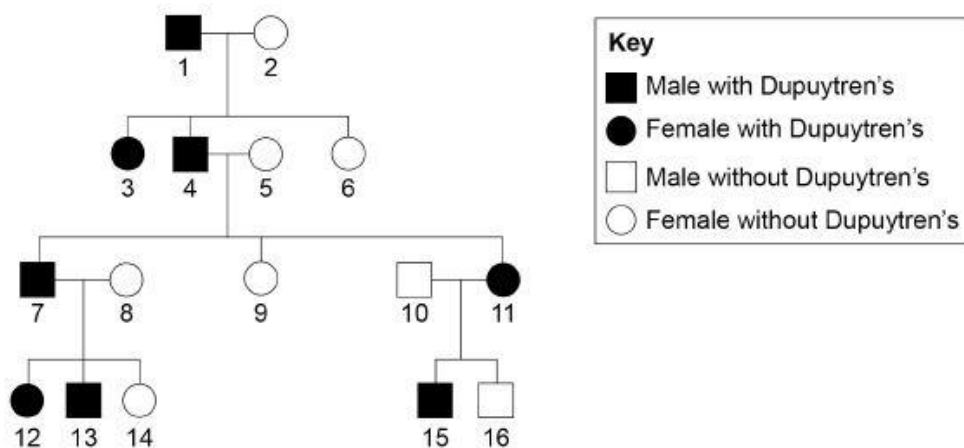 1 2
3 4 5 6
7 8 9 10 11
12 13 14 15 16
Key
Male with Dupuytren's
Female with Dupuytren's
Male without Dupuytren's
Female without Dupuytren's